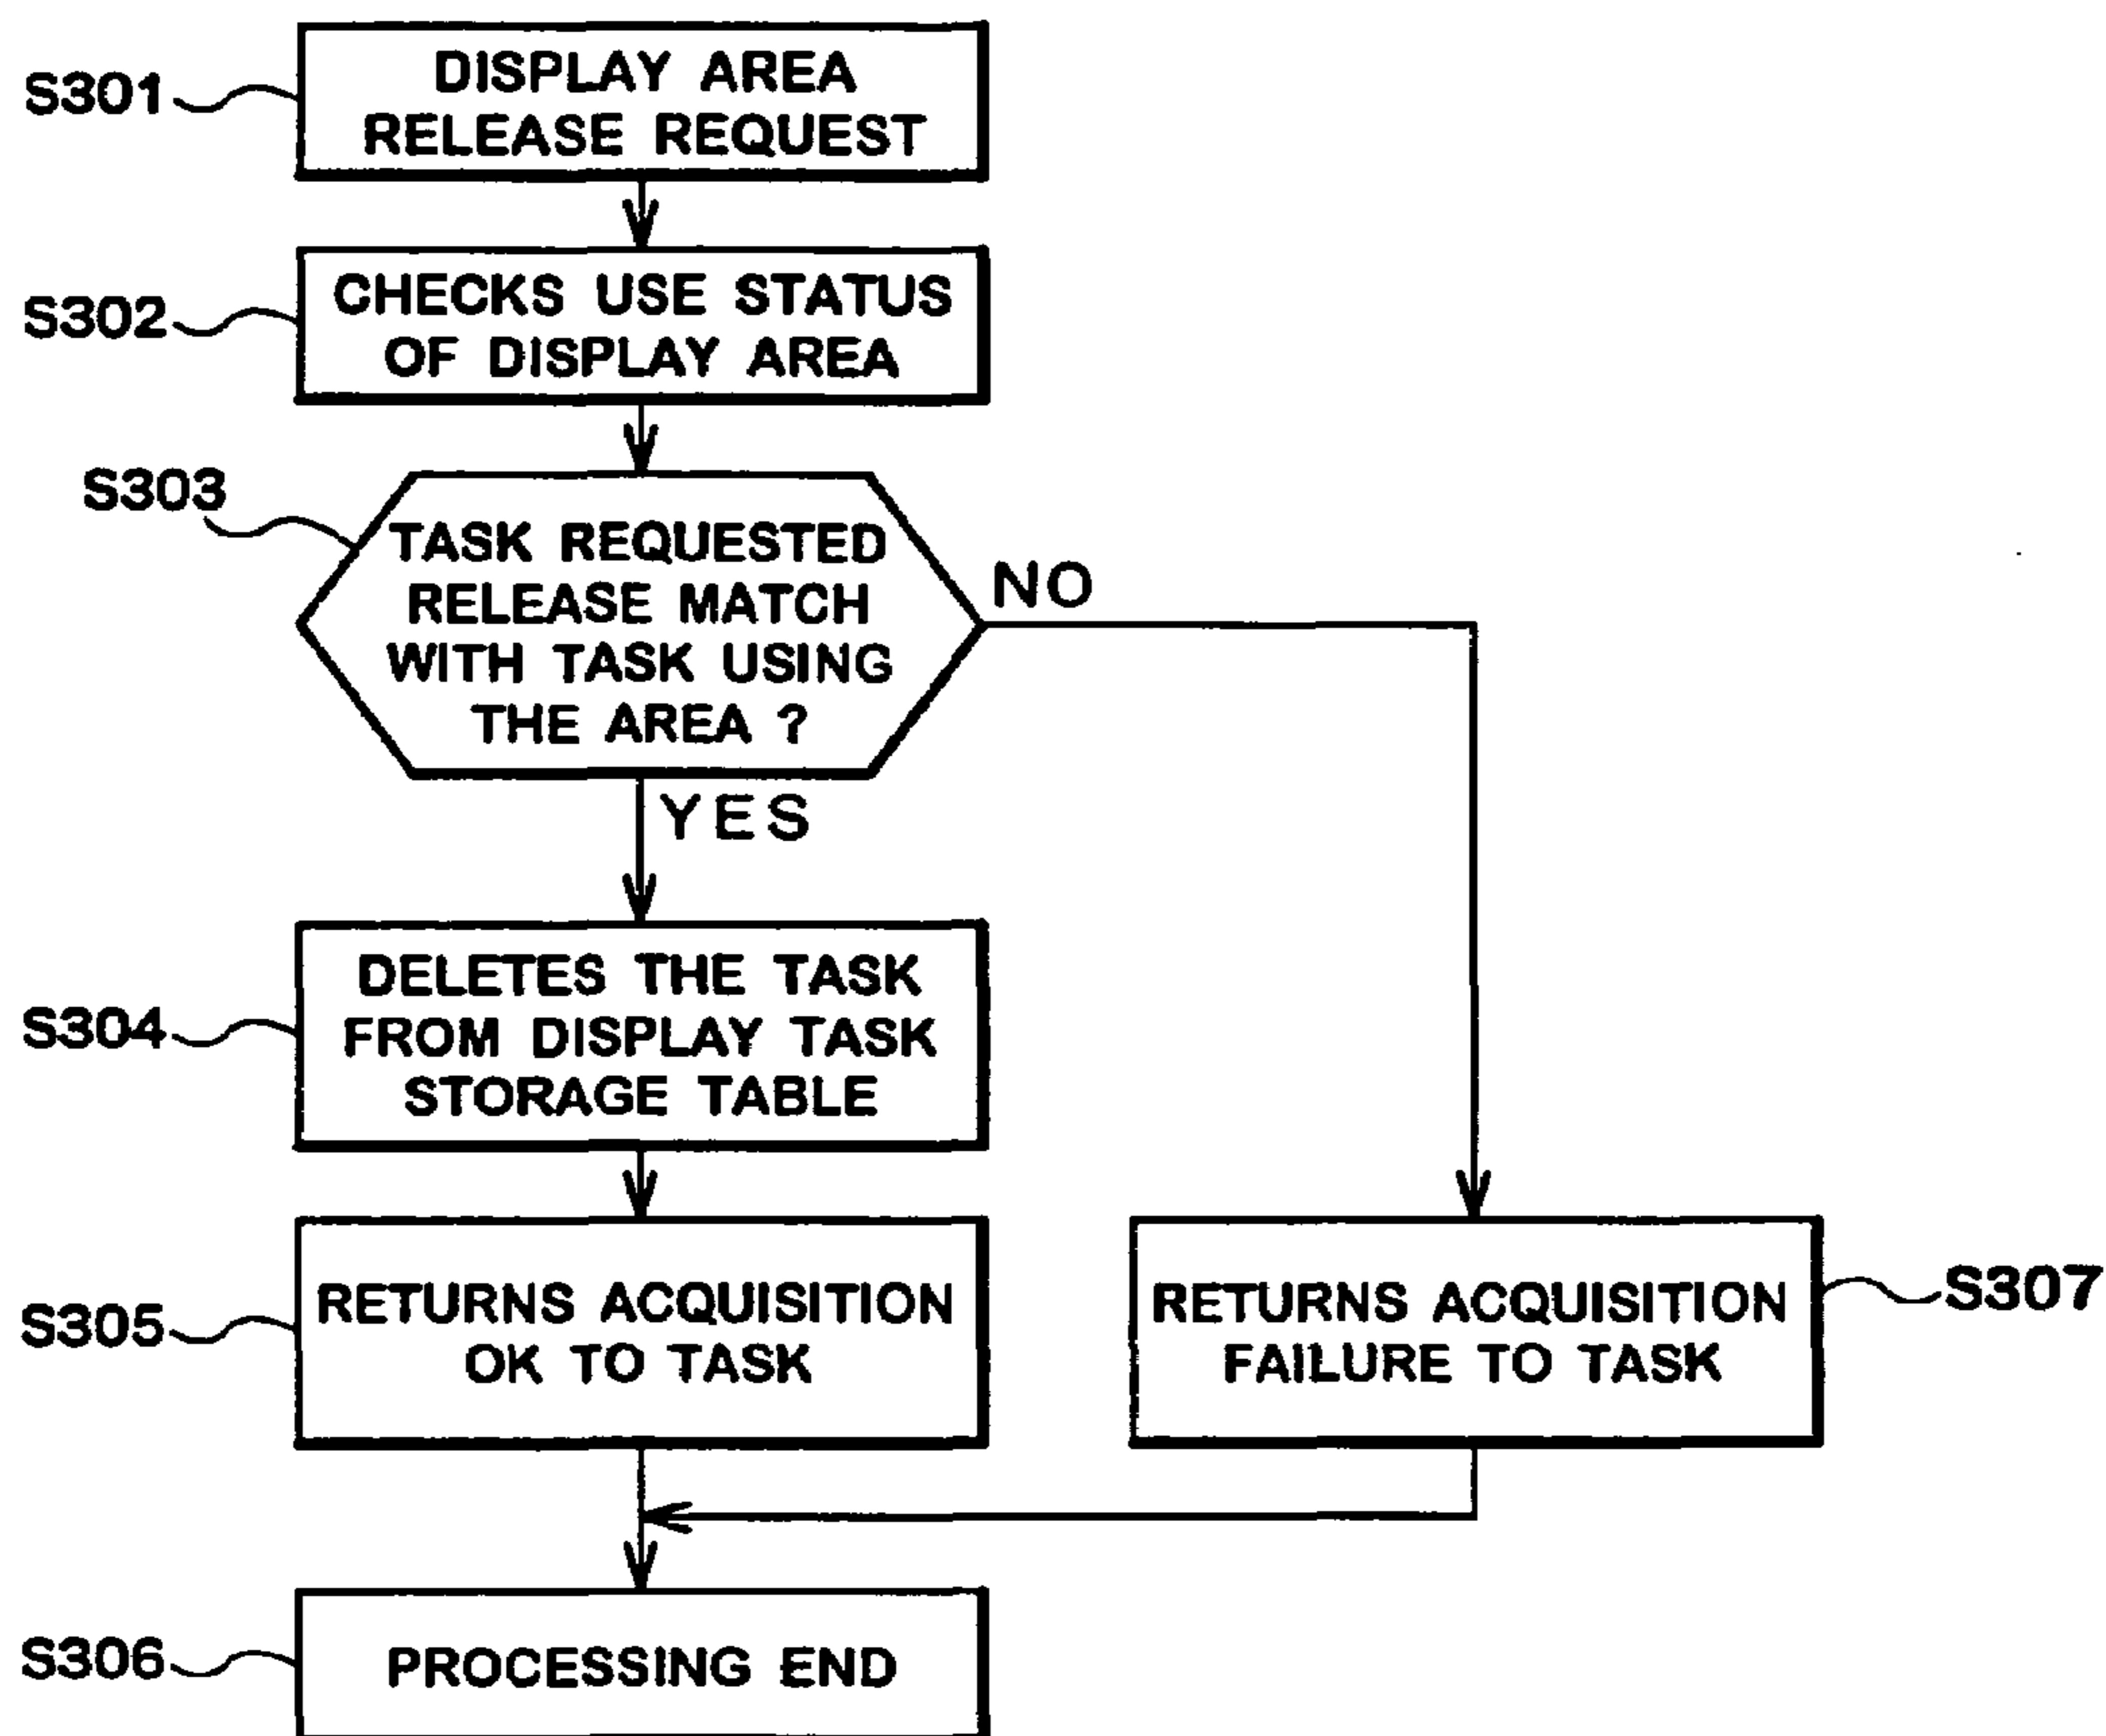 S301
DISPLAY AREA
RELEASE REQUEST
S302
CHECKS USE STATUS
OF DISPLAY AREA
S303
TASK REQUESTED
RELEASE MATCH
WITH TASK USING
THE AREA ?
NO
YES
S304
DELETES THE TASK
FROM DISPLAY TASK
STORAGE TABLE
S305
RETURNS ACQUISITION
OK TO TASK
RETURNS ACQUISITION
FAILURE TO TASK
S307
S306
PROCESSING END